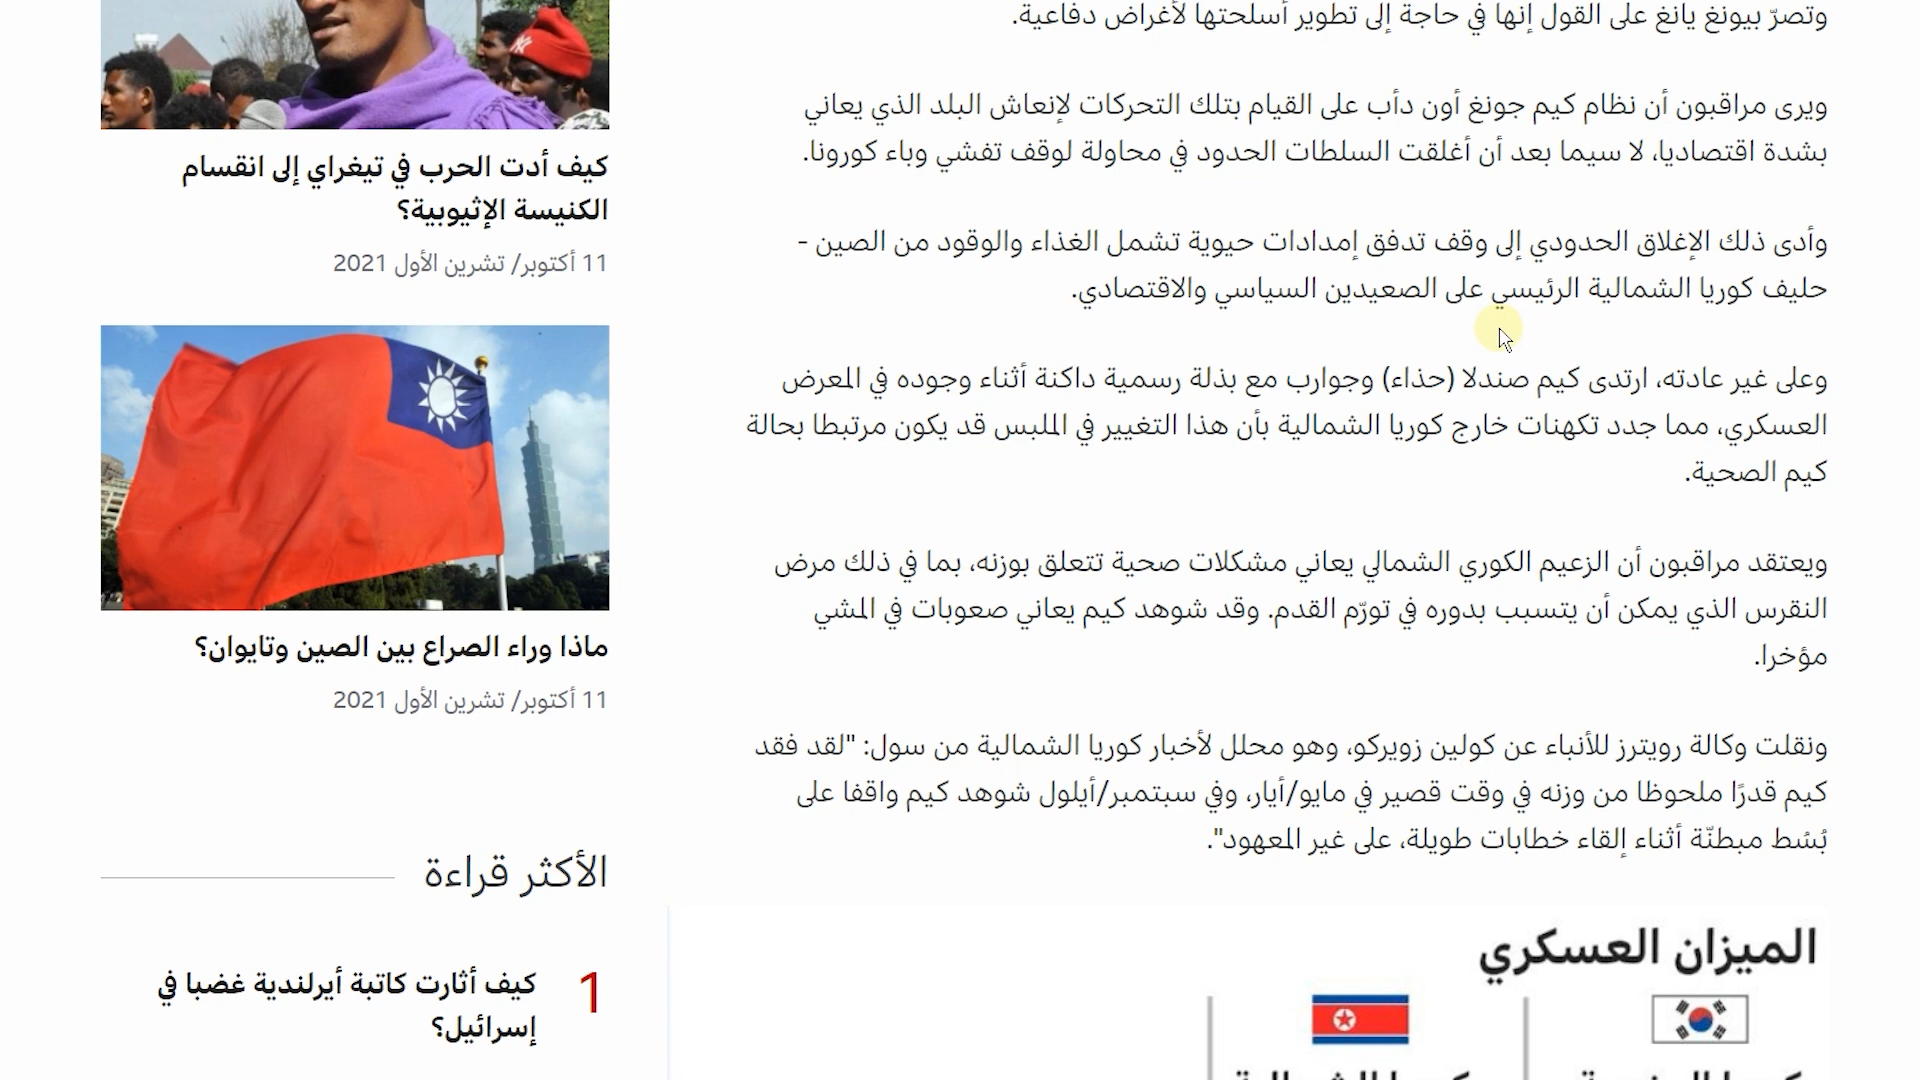 وتصرّ بيونغ يانغ على القول إنها في حاجة إلى تطوير أسلحتها لأغراض دفاعية.
ويرى مراقبون أن نظام كيم جونغ أون دأب على القيام بتلك التحركات لإنعاش البلد الذي يعاني
بشدة اقتصاديا، لا سيما بعد أن أغلقت السلطات الحدود في محاولة لوقف تفشي وباء كورونا.
وأدى ذلك الإغلاق الحدودي إلى وقف تدفق إمدادات حيوية تشمل الغذاء والوقود من الصين -
حليف كوريا الشمالية الرئيسي على الصعيدين السياسي والاقتصادي.
وعلى غير عادته، ارتدى كيم صندلا (حذاء) وجوارب مع بذلة رسمية داكنة أثناء وجوده في المعرض
العسكري، مما جدد تكهنات خارج كوريا الشمالية بأن هذا التغيير في الملبس قد يكون مرتبطا بحالة
كيم الصحية.
ويعتقد مراقبون أن الزعيم الكوري الشمالي يعاني مشكلات صحية تتعلق بوزنه، بما في ذلك مرض
النقرس الذي يمكن أن يتسبب بدوره في تورّم القدم. وقد شوهد كيم يعاني صعوبات في المشي
مؤخرا.
ونقلت وكالة رويترز للأنباء عن كولين زويركو، وهو محلل لأخبار كوريا الشمالية من سول: "لقد فقد
كيم قدرًا ملحوظا من وزنه في وقت قصير في مايو/أيار، وفي سبتمبر/أيلول شوهد كيم واقفا على
بُسُط مبطنّة أثناء إلقاء خطابات طويلة، على غير المعهود".
الميزان العسكري
كيف أدت الحرب في تيغراي إلى انقسام
الكنيسة الإثيوبية؟
11 أكتوبر/ تشرين الأول 2021
ماذا وراء الصراع بين الصين وتايوان؟
11 أكتوبر/ تشرين الأول 2021
الأكثر قراءة
1
كيف أثارت كاتبة أيرلندية غضبا في
إسرائيل؟